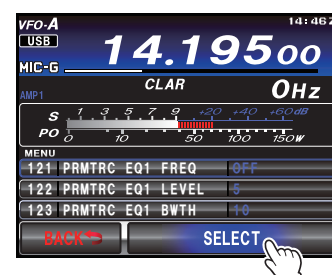 VFO-A 14:46
USB 14.19500
MIC-G
CLAR 0Hz
AMP1
S 1 3 5 7 9 +20 +40 +60dB
PO 0 10 50 100 150W
MENU
121 PRMTRC EQ1 FREQ OFF
122 PRMTRC EQ1 LEVEL 5
123 PRMTRC EQ1 BWTH 10
BACK SELECT